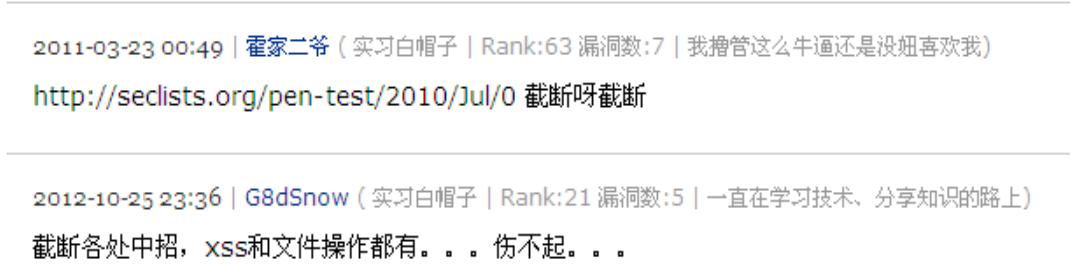 2011-03-23 00:49 | 霍家二爷 ( 实习白帽子 | Rank:63 漏洞数:7 | 我撸管这么牛逼还是没妞喜欢我)
http://seclists.org/pen-test/2010/Jul/0 截断呀截断
2012-10-25 23:36 | G8dSnow ( 实习白帽子 | Rank:21 漏洞数:5 | 一直在学习技术、分享知识的路上)
截断各处中招，xss和文件操作都有。。。伤不起。。。